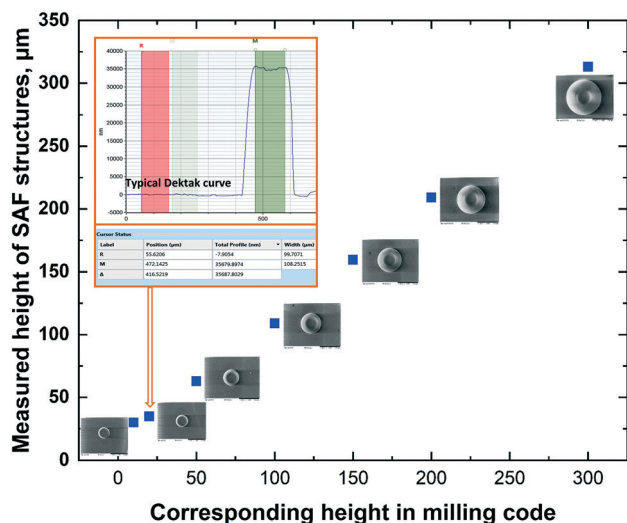 Measured height of SAF structures, µm
350
300
250
200
150
100
50
0
R
M
40000
35000
30000
25000
20000
15000
10000
5000
0
-5000
nm
Typical Dektak curve
0
500
Cursor Status
Label Position (µm) Total Profile (nm) Width (µm)
R 55.6206 -7.9054 99.7071
M 472.1425 35679.8974 108.2515
Δ 416.5219 35687.8029
0 50 100 150 200 250 300
Corresponding height in milling code